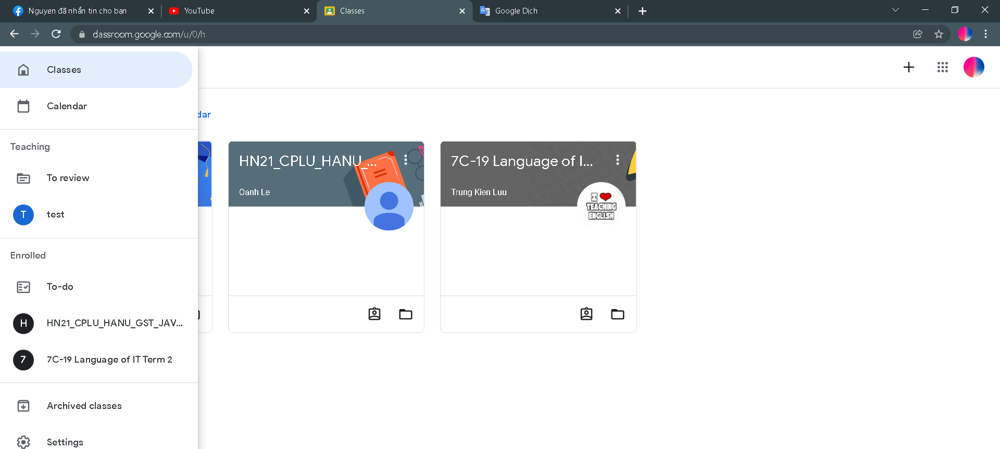 Nguyen đã nhắn tin cho bạn
YouTube
Classes
Google Dịch
classroom.google.com/u/0/h
Classes
Calendar
dar
Teaching
To review
T
test
Enrolled
To-do
H
HN21_CPLU_HANU_GST_JAV...
7
7C-19 Language of IT Term 2
Archived classes
Settings
HN21_CPLU_HANU_...
Oanh Le
7C-19 Language of I...
Trung Kien Luu
I
TEACHING
ENGLISH